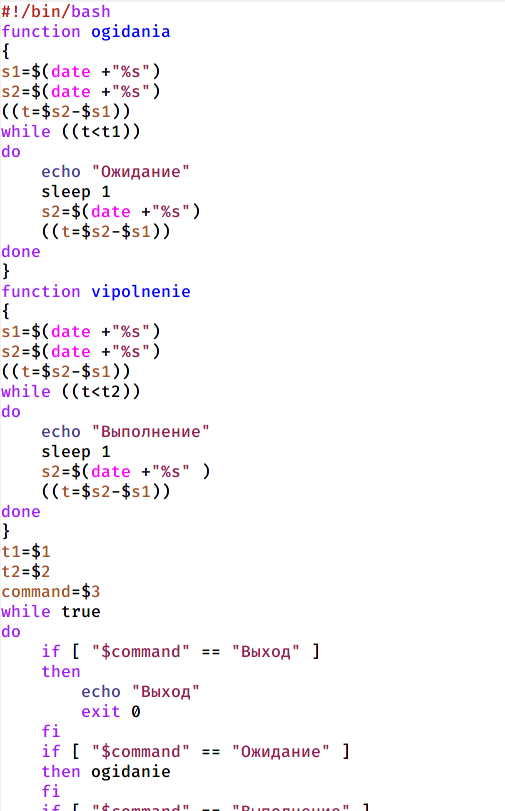 #!/bin/bash
function ogidania
{
s1=$(date +"%s")
s2=$(date +"%s")
((t=$s2-$s1))
while ((t<t1))
do
    echo "Ожидание"
    sleep 1
    s2=$(date +"%s")
    ((t=$s2-$s1))
done
}
function vipolnenie
{
s1=$(date +"%s")
s2=$(date +"%s")
((t=$s2-$s1))
while ((t<t2))
do
    echo "Выполнение"
    sleep 1
    s2=$(date +"%s" )
    ((t=$s2-$s1))
done
}
t1=$1
t2=$2
command=$3
while true
do
    if [ "$command" == "Выход" ]
    then
        echo "Выход"
        exit 0
    fi
    if [ "$command" == "Ожидание" ]
    then ogidanie
    fi
    if [ "$command" == "Выполнение" ]